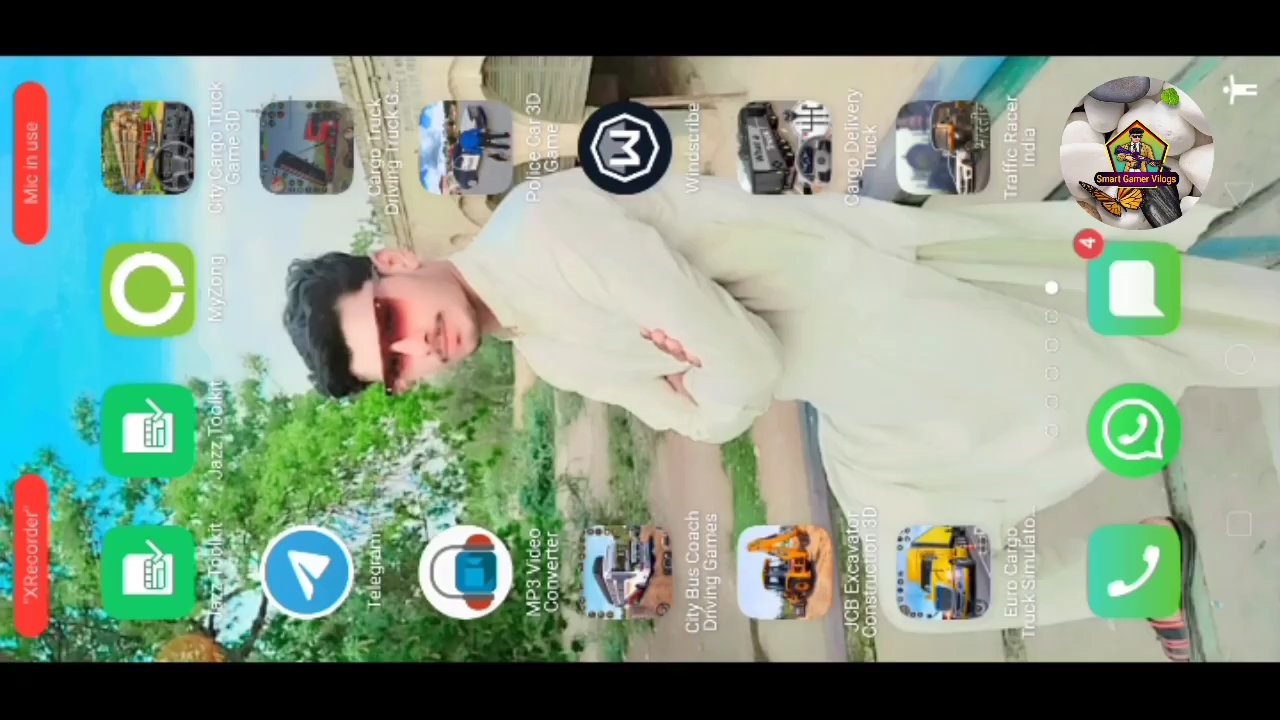 "XRecorder"
Mic in use
Jazz Toolkit
Jazz Toolkit
MyZong
City Cargo Truck
Game 3D
Telegram
Cargo Truck
Driving Truck G...
MP3 Video
Converter
Police Car 3D
Game
City Bus Coach
Driving Games
Windscribe
JCB Excavator
Construction 3D
Cargo Delivery
Truck
Euro Cargo
Truck Simulato...
Traffic Racer
India
4
Smart Gamer Vilogs